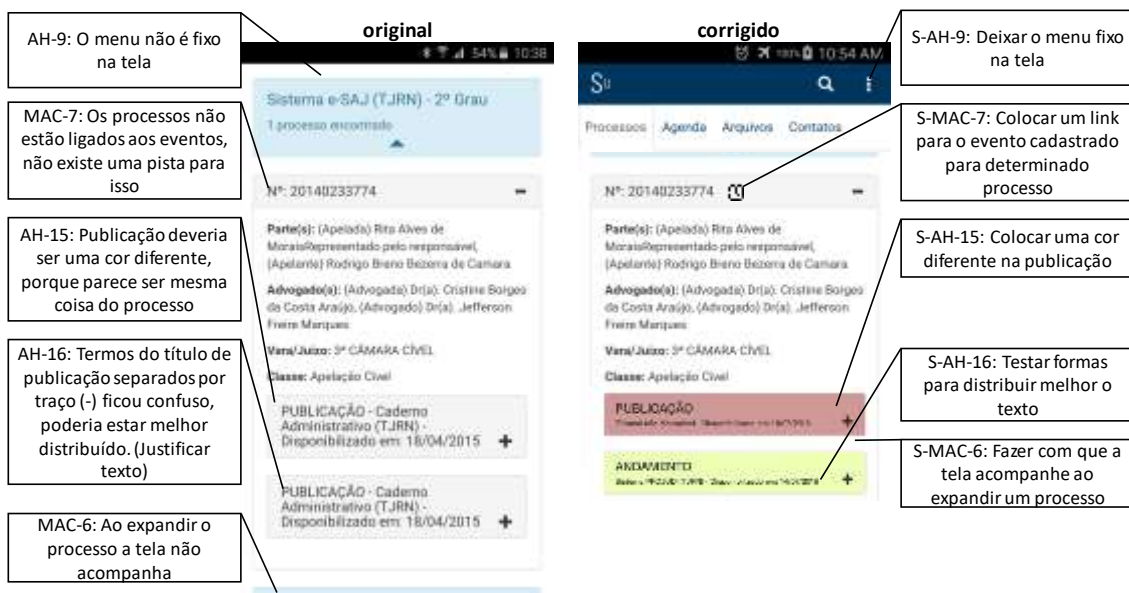 original
corrigido
AH-9: O menu não é fixo
na tela
MAC-7: Os processos não
estão ligados aos eventos,
não existe uma pista para
isso
AH-15: Publicação deveria
ser uma cor diferente,
porque parece ser mesma
coisa do processo
AH-16: Termos do título de
publicação separados por
traço (-) ficou confuso,
poderia estar melhor
distribuído. (Justificar
texto)
MAC-6: Ao expandir o
processo a tela não
acompanha
54% 10:38
Sistema e-SAJ (TJRN) - 2º Grau
1 processo encontrado
Nº: 20140233774
Parte(s): (Apelada) Rita Alves de
MoraisRepresentado pelo responsável,
(Apelante) Rodrigo Breno Bezerra de Camara
Advogado(a): (Advogada) Dr(a). Cristine Borges
da Costa Araújo, (Advogado) Dr(a). Jefferson
Freire Marques
Vara/Juízo: 3ª CÂMARA CÍVEL
Classe: Apelação Cível
PUBLICAÇÃO - Caderno
Administrativo (TJRN) -
Disponibilizado em: 18/04/2015 +
PUBLICAÇÃO - Caderno
Administrativo (TJRN) -
Disponibilizado em: 18/04/2015 +
100% 10:54 AM
Su
Processos Agenda Arquivos Contatos
Nº: 20140233774
Parte(s): (Apelada) Rita Alves de
MoraisRepresentado pelo responsável,
(Apelante) Rodrigo Breno Bezerra de Camara
Advogado(a): (Advogada) Dr(a). Cristine Borges
da Costa Araújo, (Advogado) Dr(a). Jefferson
Freire Marques
Vara/Juízo: 3ª CÂMARA CÍVEL
Classe: Apelação Cível
PUBLICAÇÃO
+
ANDAMENTO
+
S-AH-9: Deixar o menu fixo
na tela
S-MAC-7: Colocar um link
para o evento cadastrado
para determinado
processo
S-AH-15: Colocar uma cor
diferente na publicação
S-AH-16: Testar formas
para distribuir melhor o
texto
S-MAC-6: Fazer com que a
tela acompanhe ao
expandir um processo